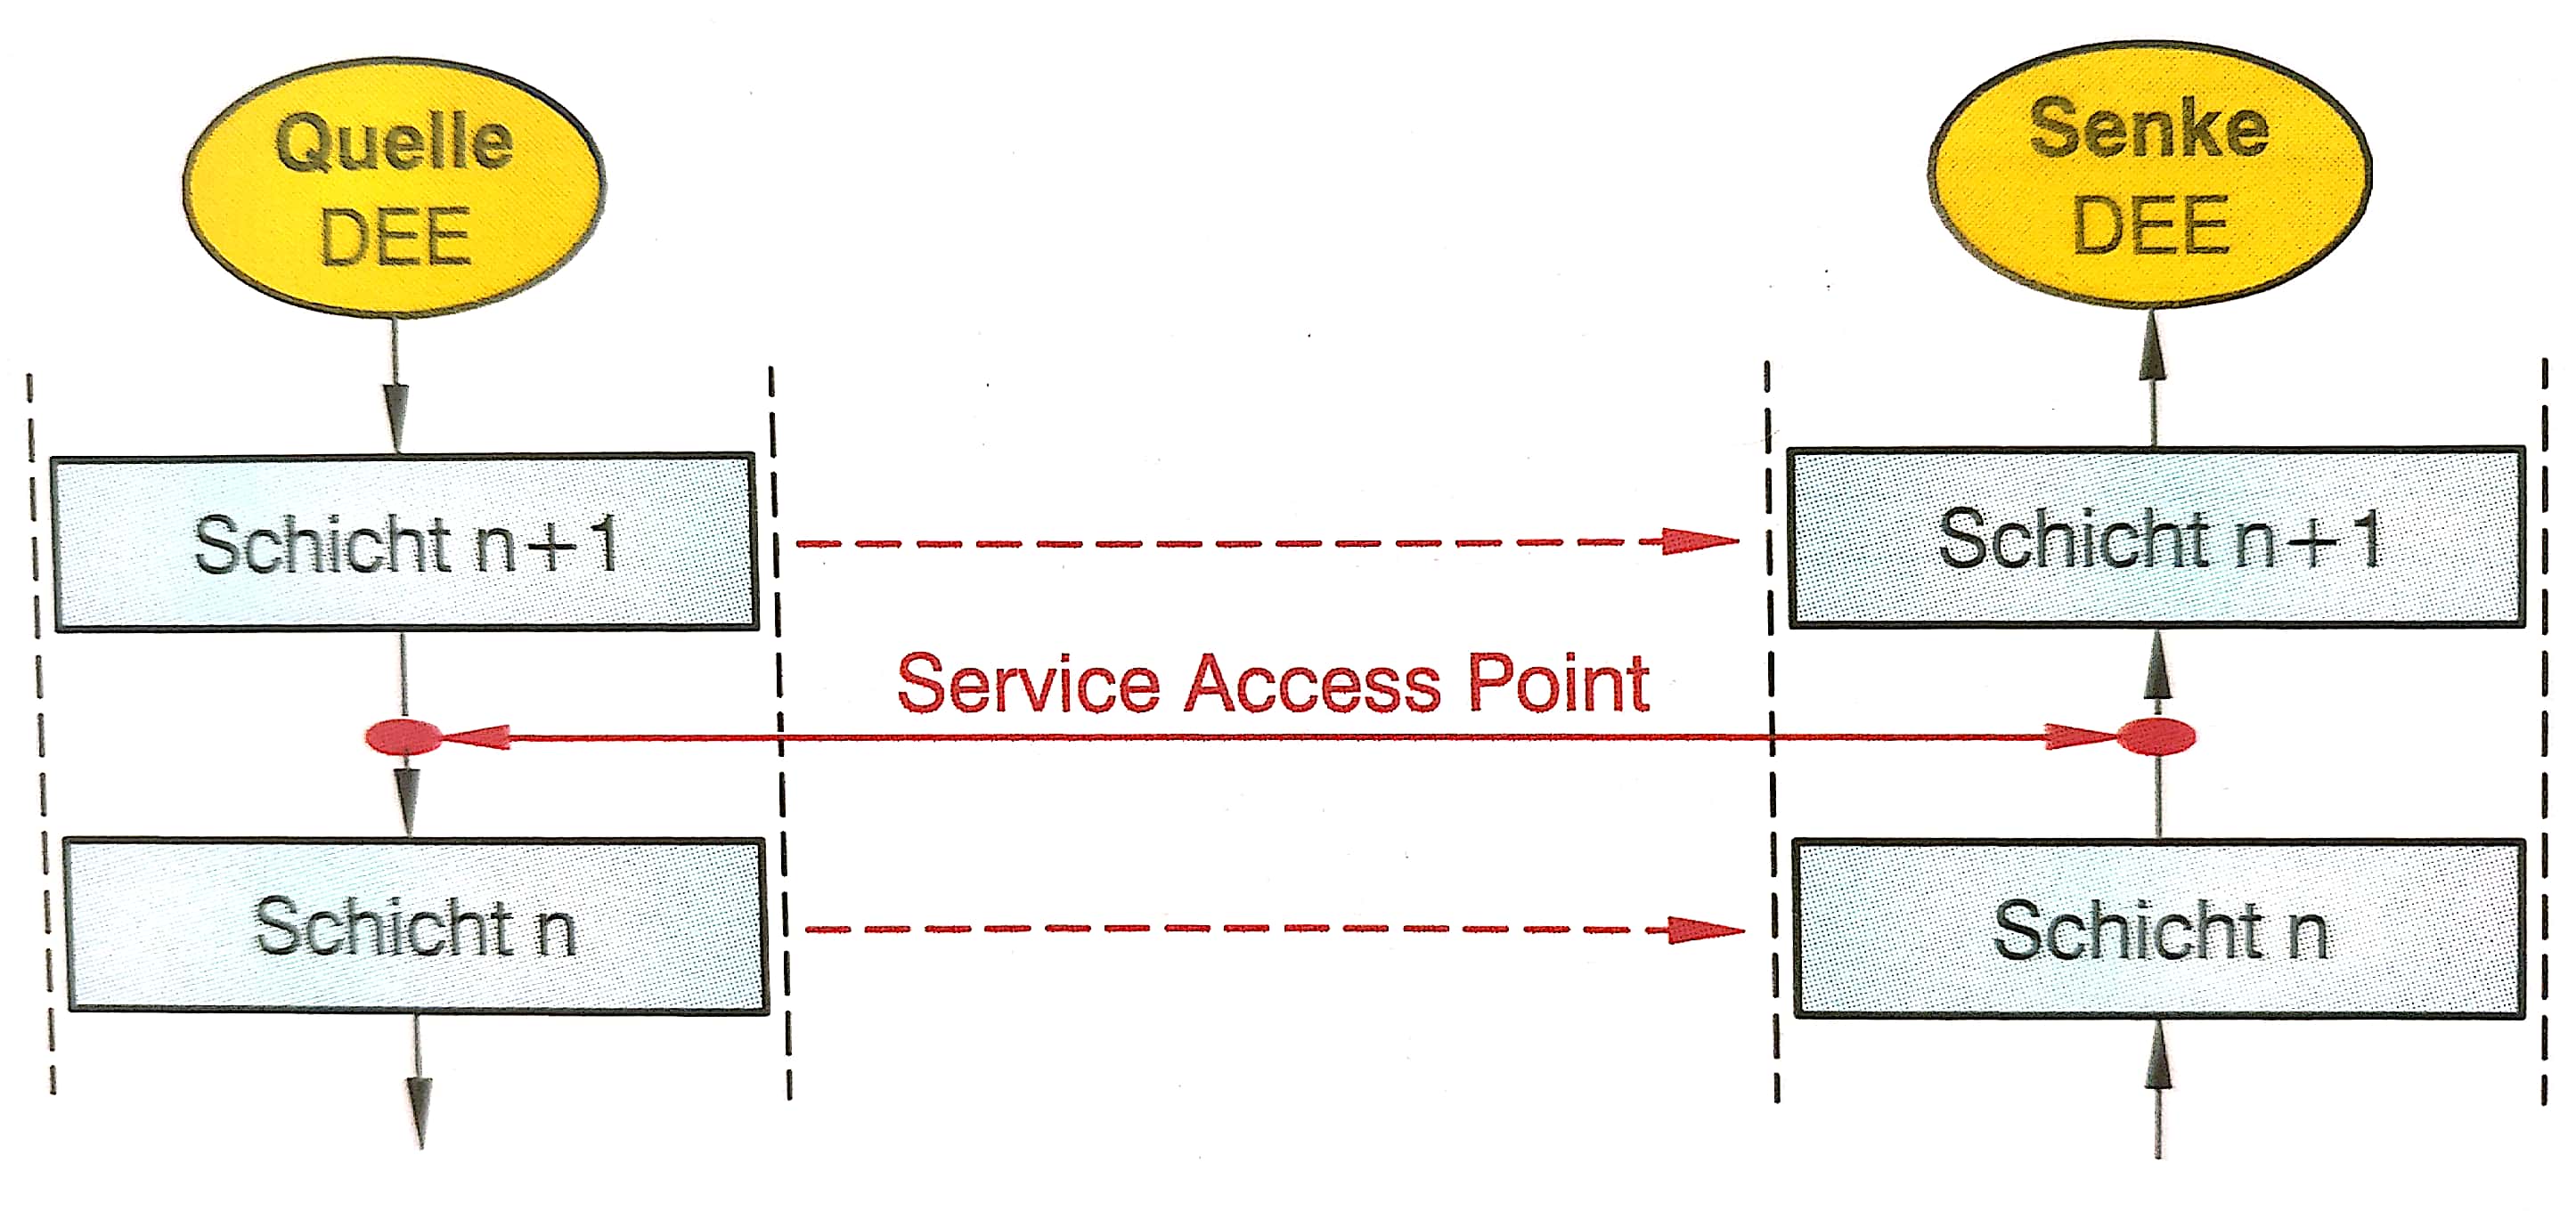 Quelle
DEE
Senke
DEE
Schicht n+1
Schicht n+1
Service Access Point
Schicht n
Schicht n